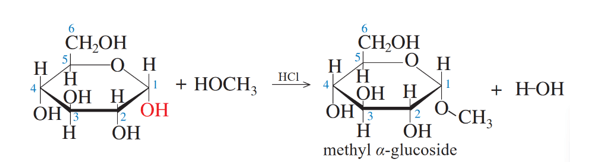 6 CH₂OH
H 5 O H
4 H 1
OH H
OH 3 2 OH
H OH
+ HOCH₃
HCl
6 CH₂OH
H 5 O H
4 H 1
OH H
OH 3 2 O CH₃
H OH
+ H-OH
methyl α-glucoside